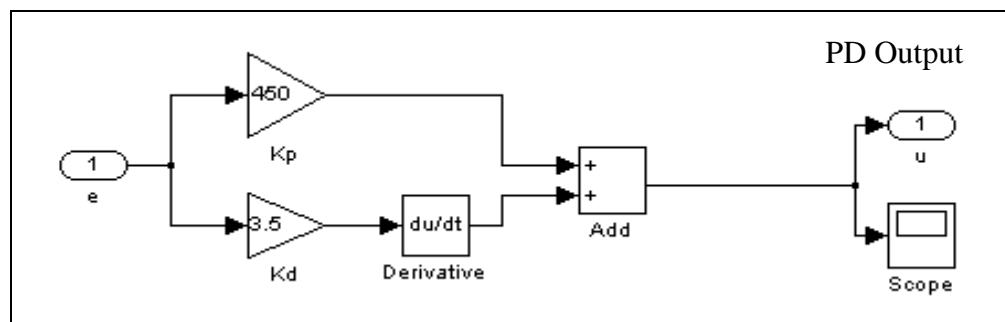 PD Output
450
Kp
1
e
3.5
Kd
du/dt
Derivative
+
+
Add
1
u
Scope